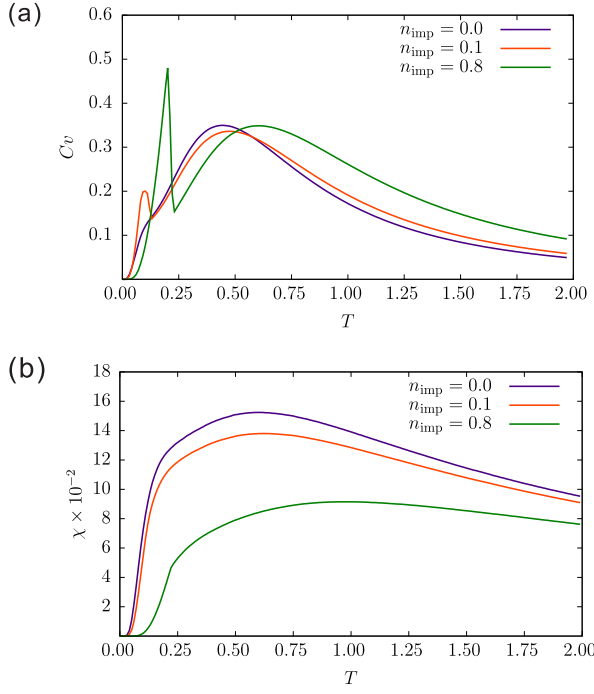 (a)
0.6
0.5
0.4
0.3
0.2
0.1
Cv
n_imp = 0.0
n_imp = 0.1
n_imp = 0.8
0.00 0.25 0.50 0.75 1.00 1.25 1.50 1.75 2.00
T
(b)
18
16
14
12
10
8
6
4
2
χ × 10⁻²
n_imp = 0.0
n_imp = 0.1
n_imp = 0.8
0.00 0.25 0.50 0.75 1.00 1.25 1.50 1.75 2.00
T